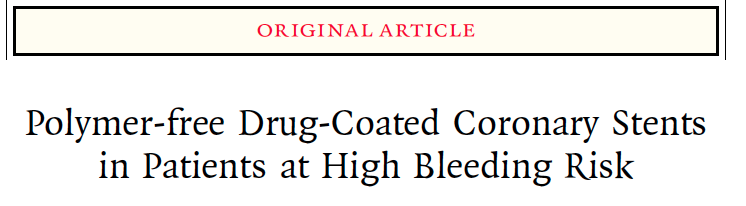 ORIGINAL ARTICLE
Polymer-free Drug-Coated Coronary Stents
in Patients at High Bleeding Risk